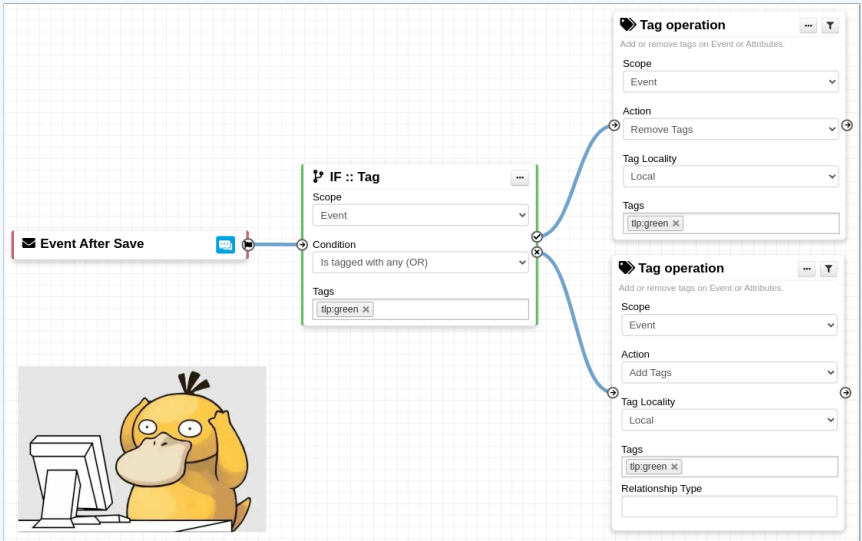 Event After Save
IF :: Tag
Scope
Event
Condition
Is tagged with any (OR)
Tags
tlp:green
Tag operation
Add or remove tags on Event or Attributes.
Scope
Event
Action
Remove Tags
Tag Locality
Local
Tags
tlp:green
Tag operation
Add or remove tags on Event or Attributes.
Scope
Event
Action
Add Tags
Tag Locality
Local
Tags
tlp:green
Relationship Type